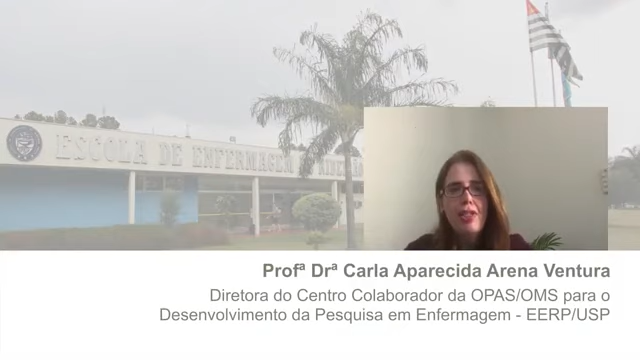 ESCOLA DE ENFERMAGEM
Profª Drª Carla Aparecida Arena Ventura
Diretora do Centro Colaborador da OPAS/OMS para o
Desenvolvimento da Pesquisa em Enfermagem - EERP/USP